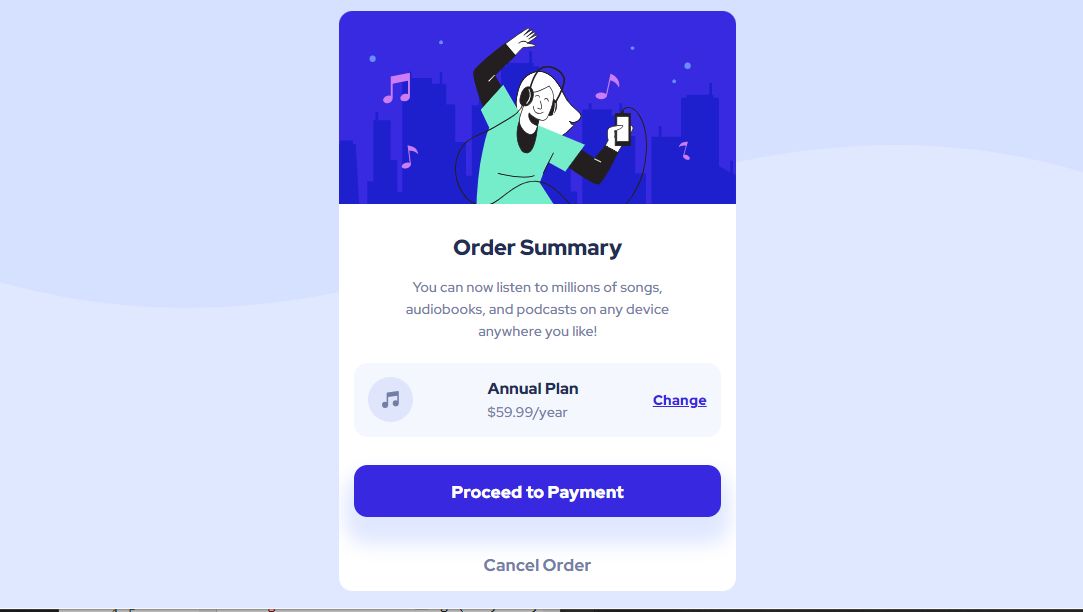 Order Summary
You can now listen to millions of songs,
audiobooks, and podcasts on any device
anywhere you like!
Annual Plan
$59.99/year
Change
Proceed to Payment
Cancel Order